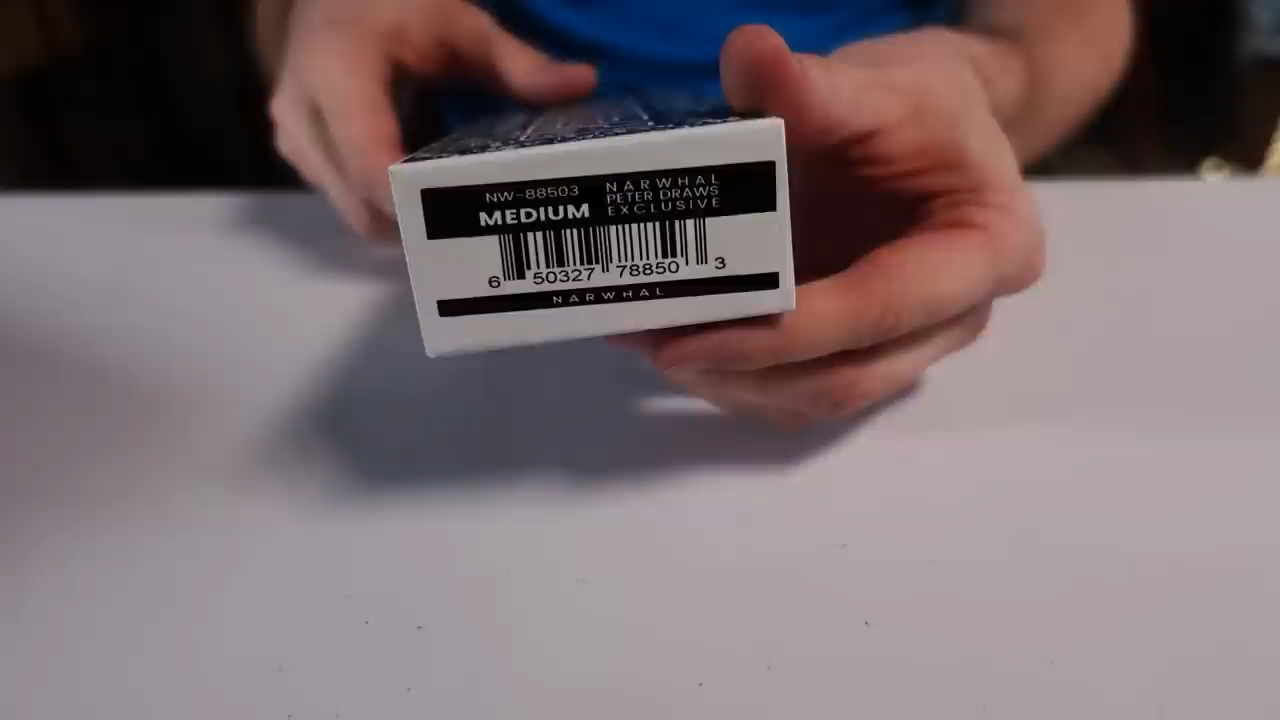 NW-88503
MEDIUM
NARWHAL
PETER DRAWS
EXCLUSIVE
6 50327 78850 3
NARWHAL